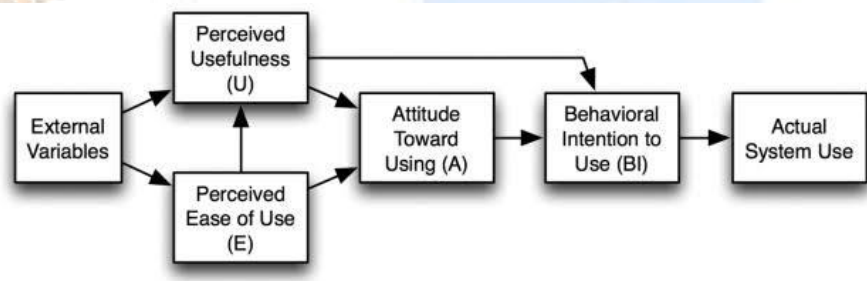 External
Variables
Perceived
Usefulness
(U)
Perceived
Ease of Use
(E)
Attitude
Toward
Using (A)
Behavioral
Intention to
Use (BI)
Actual
System Use